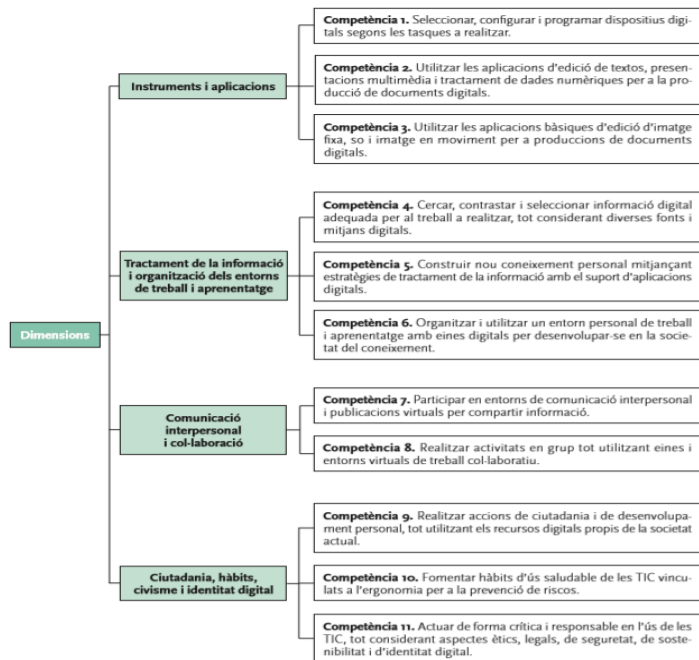 Dimensions
Instruments i aplicacions
Competència 1. Seleccionar, configurar i programar dispositius digi-
tals segons les tasques a realitzar.
Competència 2. Utilitzar les aplicacions d'edició de textos, presen-
tacions multimèdia i tractament de dades numèriques per a la pro-
ducció de documents digitals.
Competència 3. Utilitzar les aplicacions bàsiques d'edició d'imatge
fixa, so i imatge en moviment per a produccions de documents
digitals.
Tractament de la informació
i organització dels entorns
de treball i aprenentatge
Competència 4. Cercar, contrastar i seleccionar informació digital
adequada per al treball a realitzar, tot considerant diverses fonts i
mitjans digitals.
Competència 5. Construir nou coneixement personal mitjançant
estratègies de tractament de la informació amb el suport d'aplicacions
digitals.
Competència 6. Organitzar i utilitzar un entorn personal de treball
i aprenentatge amb eines digitals per desenvolupar-se en la socie-
tat del coneixement.
Comunicació
interpersonal
i col·laboració
Competència 7. Participar en entorns de comunicació interpersonal
i publicacions virtuals per compartir informació.
Competència 8. Realitzar activitats en grup tot utilitzant eines i
entorns virtuals de treball col·laboratiu.
Ciutadania, hàbits,
civisme i identitat digital
Competència 9. Realitzar accions de ciutadania i de desenvolupa-
ment personal, tot utilitzant els recursos digitals propis de la societat
actual.
Competència 10. Fomentar hàbits d'ús saludable de les TIC vincu-
lats a l'ergonomia per a la prevenció de riscos.
Competència 11. Actuar de forma crítica i responsable en l'ús de les
TIC, tot considerant aspectes ètics, legals, de seguretat, de soste-
nibilitat i d'identitat digital.